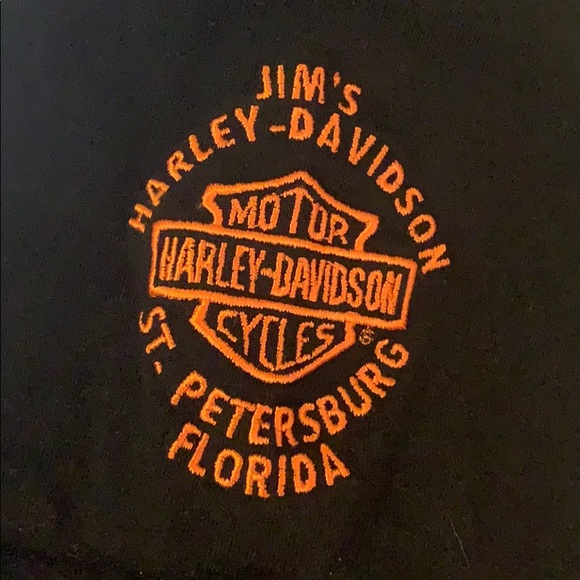 JIM'S
HARLEY-DAVIDSON
MOTOR
HARLEY-DAVIDSON
CYCLES ®
ST. PETERSBURG
FLORIDA